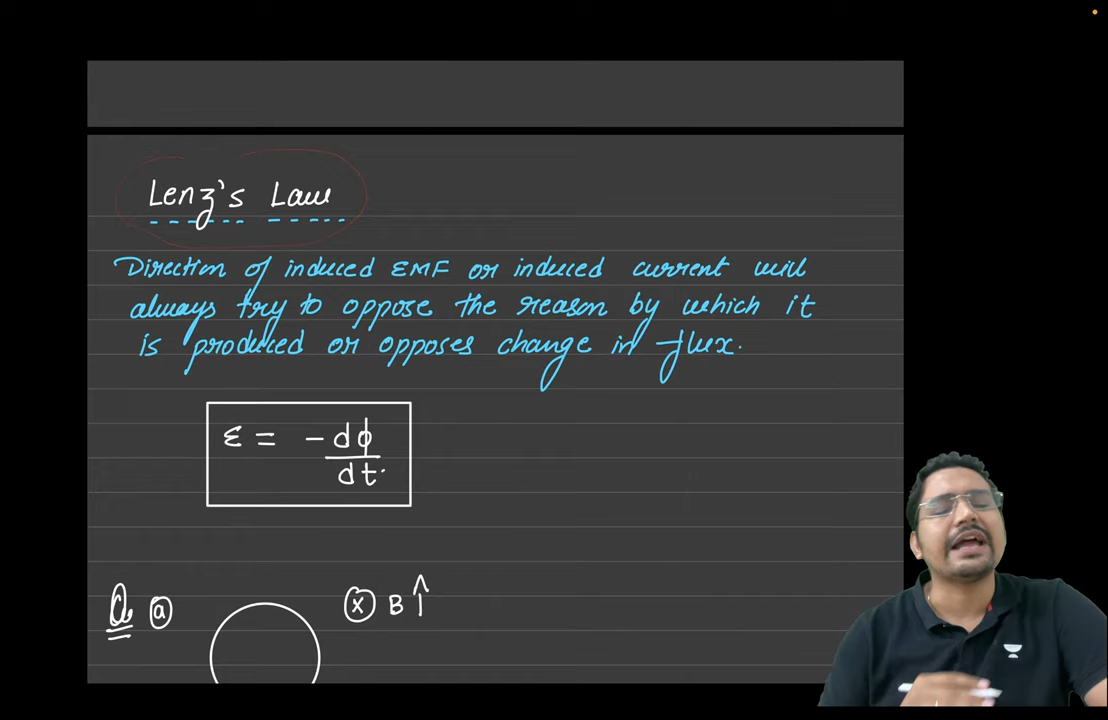 Lenz's Law
Direction of induced EMF or induced current will
always try to oppose the reason by which it
is produced or opposes change in flux.
ε = -dϕ
dt.
Q (a) ⓧ B ↑